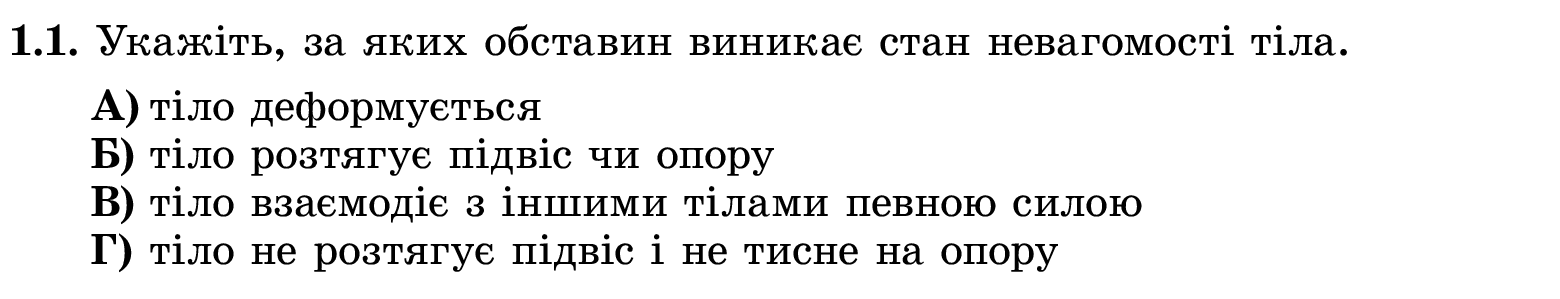 1.1. Укажіть, за яких обставин виникає стан невагомості тіла.
А) тіло деформується
Б) тіло розтягує підвіс чи опору
В) тіло взаємодіє з іншими тілами певною силою
Г) тіло не розтягує підвіс і не тисне на опору